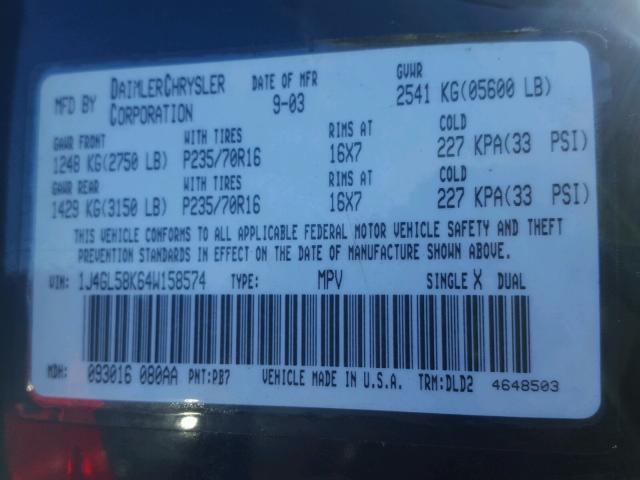 MFD BY DAIMLERCHRYSLER CORPORATION DATE OF MFR 9-03 GVWR 2541 KG(05600 LB)
GAWR FRONT WITH TIRES RIMS AT COLD
1248 KG(2750 LB) P235/70R16 16X7 227 KPA(33 PSI)
GAWR REAR WITH TIRES RIMS AT COLD
1429 KG(3150 LB) P235/70R16 16X7 227 KPA(33 PSI)
THIS VEHICLE CONFORMS TO ALL APPLICABLE FEDERAL MOTOR VEHICLE SAFETY AND THEFT
PREVENTION STANDARDS IN EFFECT ON THE DATE OF MANUFACTURE SHOWN ABOVE.
VIN: 1J4GL58K64W158574 TYPE: MPV SINGLE X DUAL
MDH: 093016 080AA PNT:PB7 VEHICLE MADE IN U.S.A. TRM:DLD2 4648503